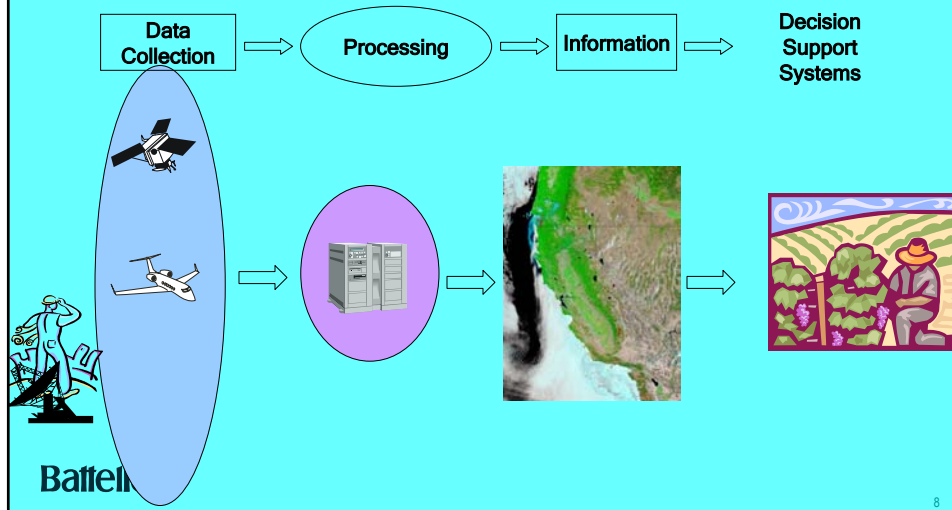 Data
Collection
Processing
Information
Decision
Support
Systems
8